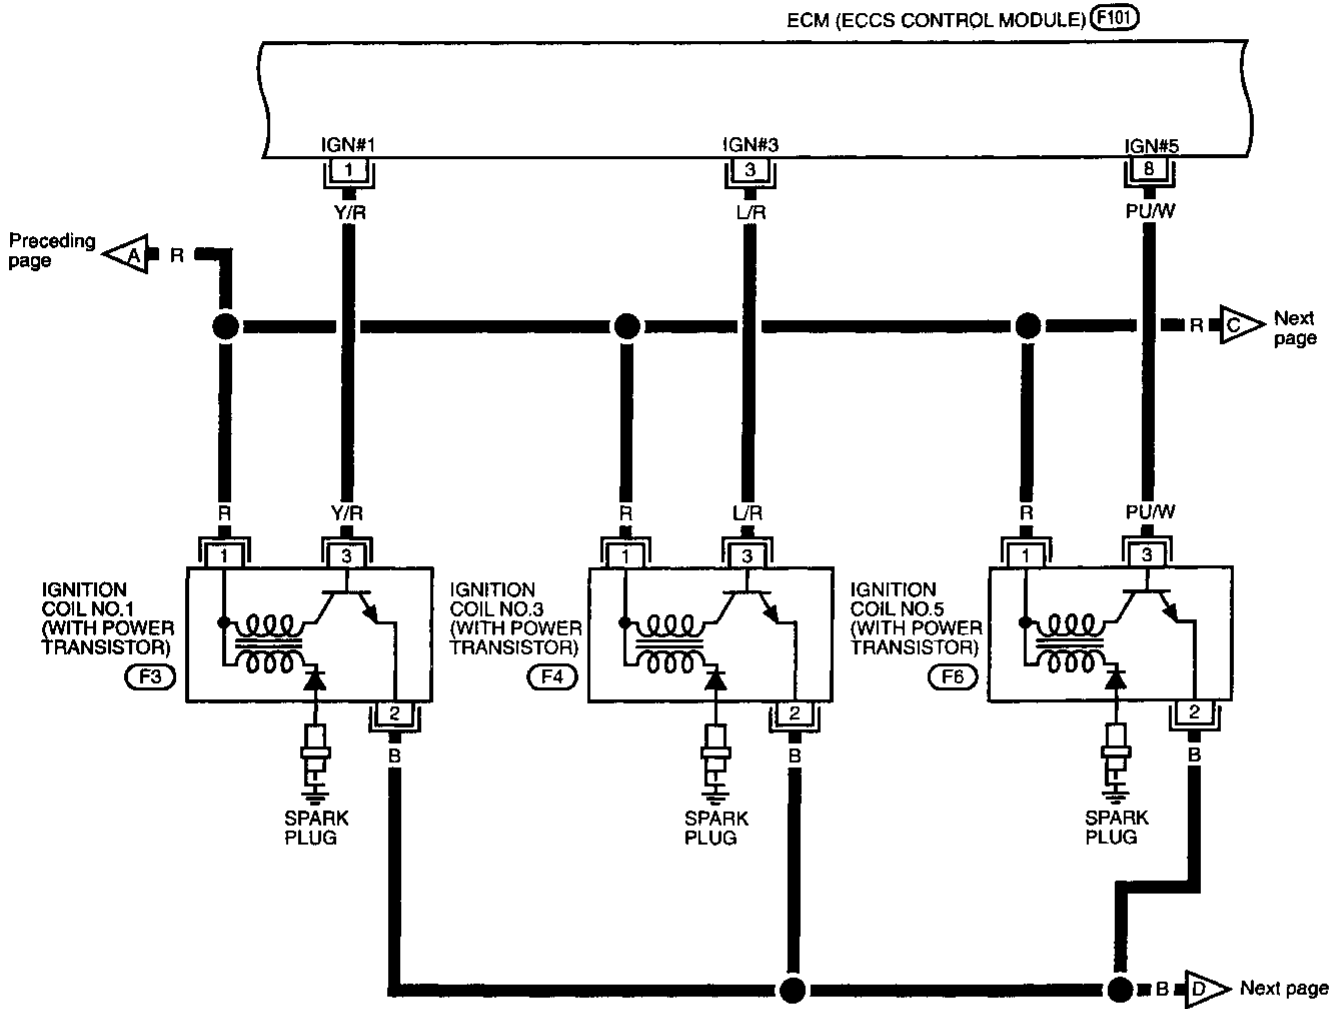 ECM (ECCS CONTROL MODULE) F101
IGN#1
IGN#3
IGN#5
1
3
8
Y/R
L/R
PU/W
Preceding
page
A
R
R
C
Next
page
R
Y/R
R
L/R
R
PU/W
1
3
1
3
1
3
IGNITION
COIL NO.1
(WITH POWER
TRANSISTOR)
F3
IGNITION
COIL NO.3
(WITH POWER
TRANSISTOR)
F4
IGNITION
COIL NO.5
(WITH POWER
TRANSISTOR)
F6
2
2
2
B
B
B
SPARK
PLUG
SPARK
PLUG
SPARK
PLUG
B
D
Next page